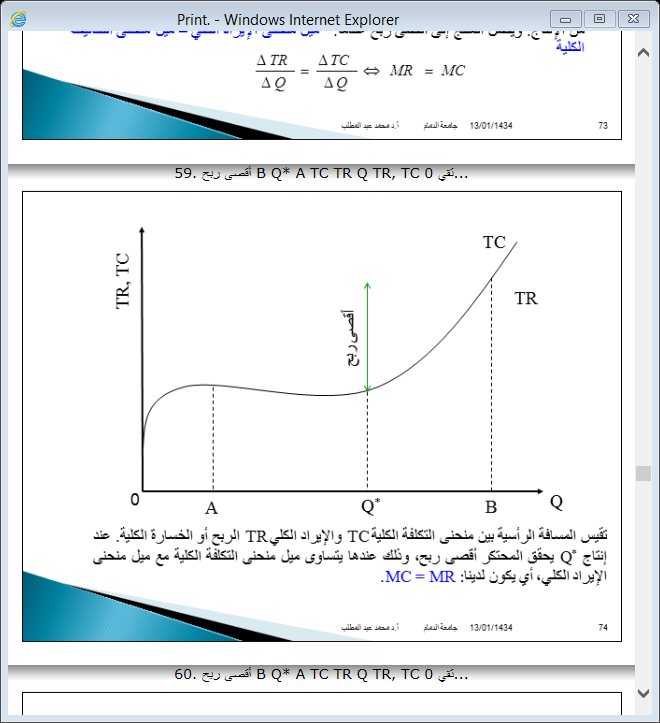 Print. - Windows Internet Explorer
الكلية
Δ TR / Δ Q = Δ TC / Δ Q ⇔ MR = MC
أ.د محمد عبد المطلب جامعة الدمام 13/01/1434 73
59. أقصى ربح B Q* A TC TR Q TR, TC 0 تقي...
TC
TR, TC
TR
أقصى ربح
0
A
Q*
B
Q
تقيس المسافة الرأسية بين منحنى التكلفة الكلية TC والإيراد الكلي TR الربح أو الخسارة الكلية. عند
إنتاج Q* يحقق المحتكر أقصى ربح، وذلك عندها يتساوى ميل منحنى التكلفة الكلية مع ميل منحنى
الإيراد الكلي، أي يكون لدينا: MC = MR.
أ.د محمد عبد المطلب جامعة الدمام 13/01/1434 74
60. أقصى ربح B Q* A TC TR Q TR, TC 0 تقي...